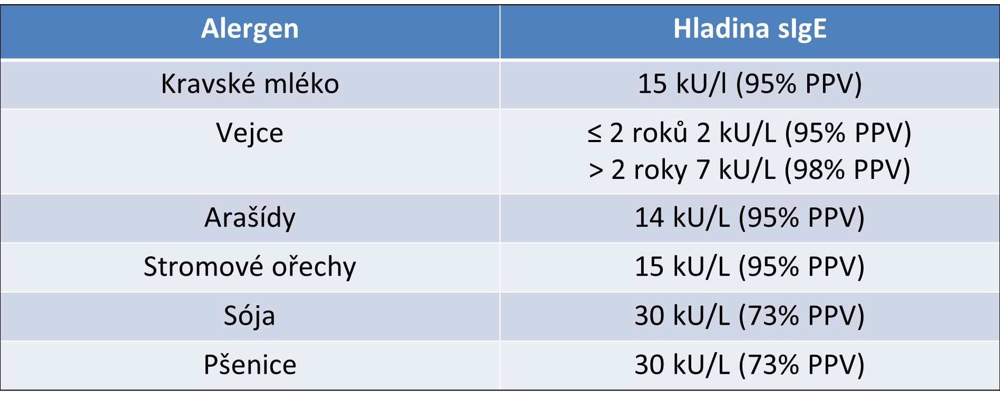 Alergen Hladina sIgE
Kravské mléko 15 kU/l (95% PPV)
Vejce ≤ 2 roků 2 kU/L (95% PPV)
> 2 roky 7 kU/L (98% PPV)
Arašídy 14 kU/L (95% PPV)
Stromové ořechy 15 kU/L (95% PPV)
Sója 30 kU/L (73% PPV)
Pšenice 30 kU/L (73% PPV)